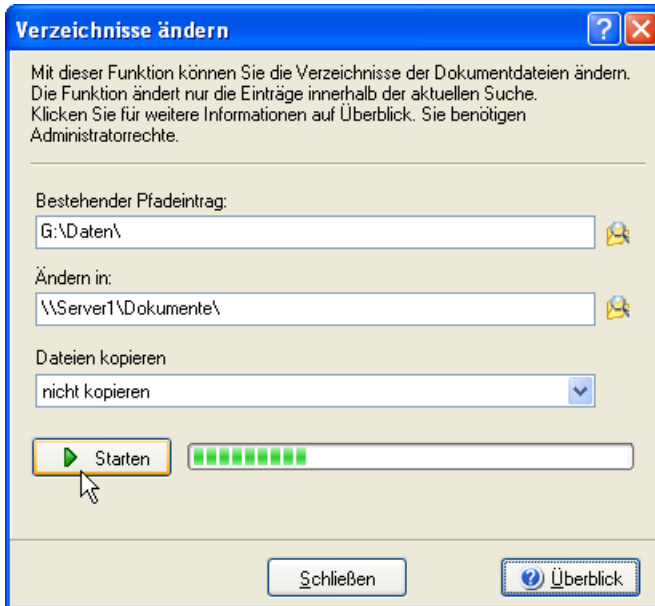 Verzeichnisse ändern
Mit dieser Funktion können Sie die Verzeichnisse der Dokumentdateien ändern.
Die Funktion ändert nur die Einträge innerhalb der aktuellen Suche.
Klicken Sie für weitere Informationen auf Überblick. Sie benötigen
Administratorrechte.
Bestehender Pfadeintrag:
G:\Daten\
Ändern in:
\\Server1\Dokumente\
Dateien kopieren
nicht kopieren
Starten
Schließen
Überblick